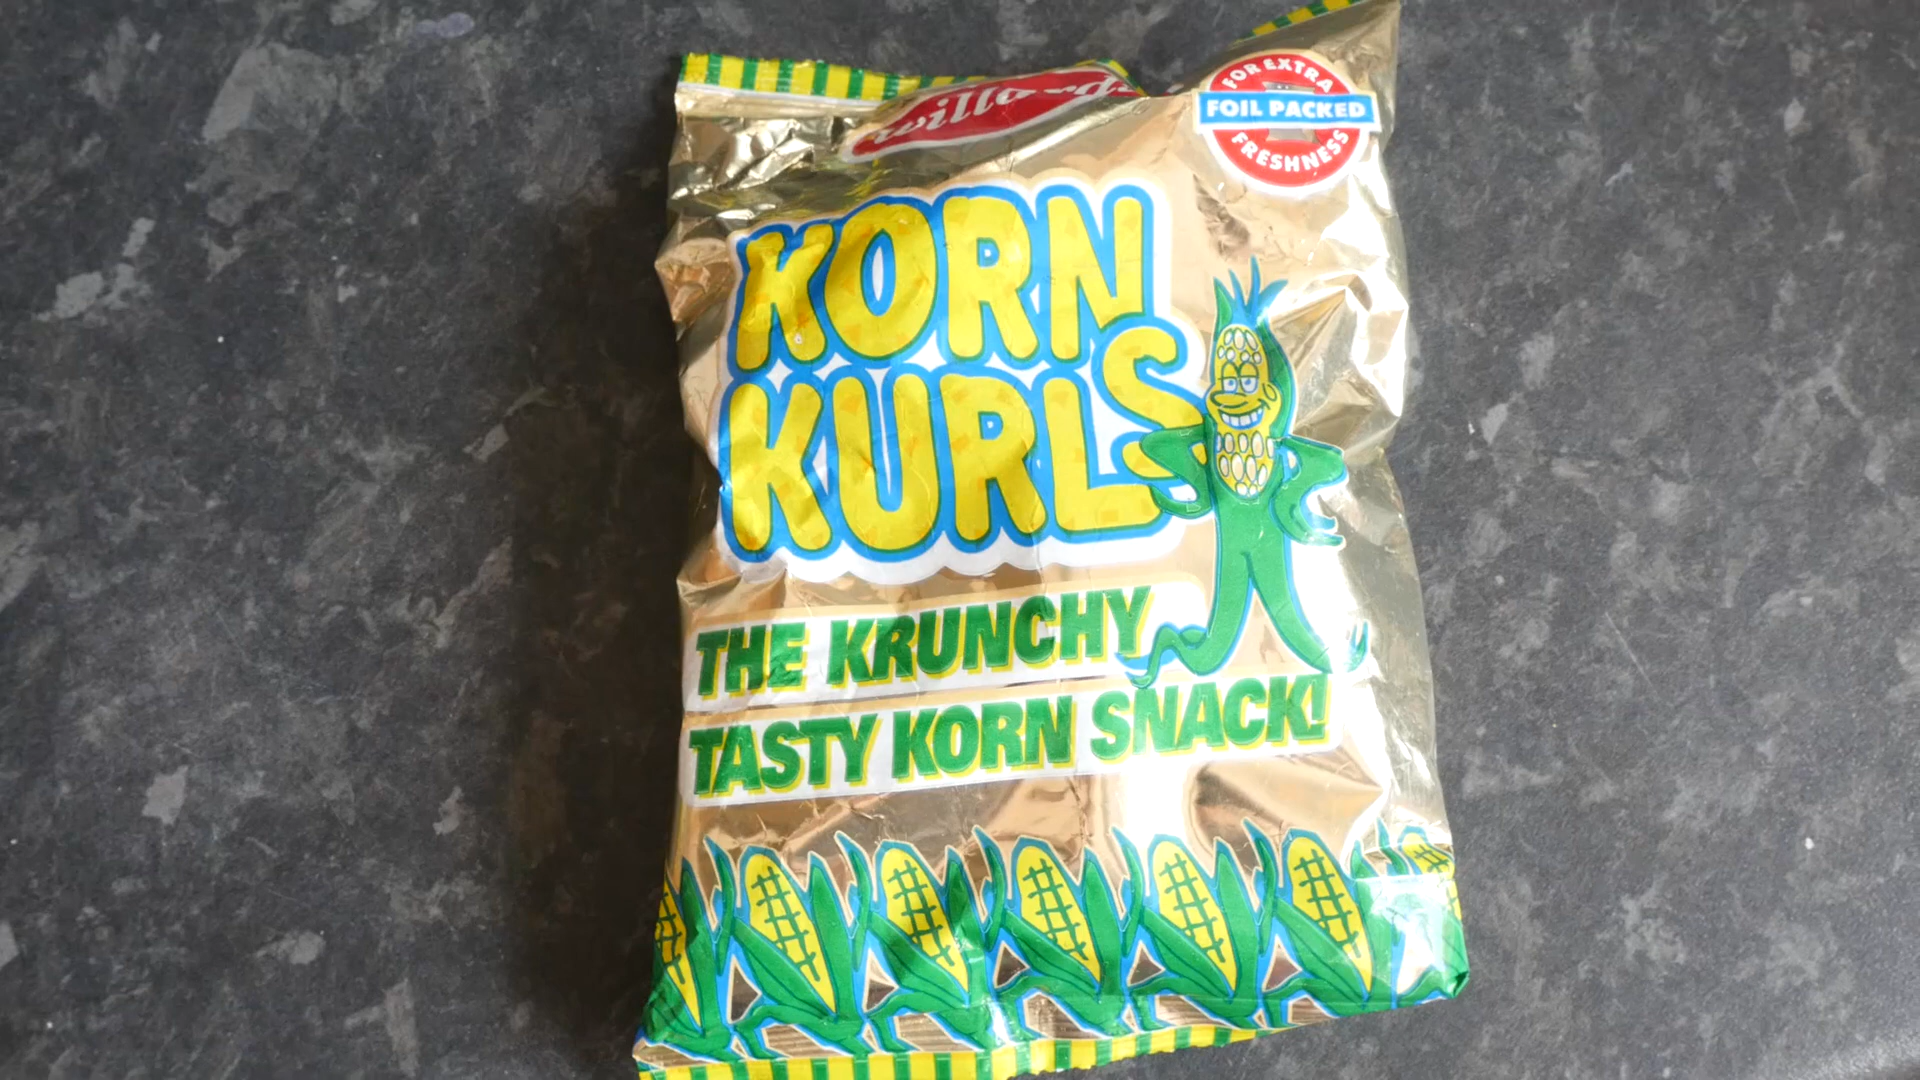 FOR EXTRA
FOIL PACKED
FRESHNESS
KORN
KURLS
THE KRUNCHY
TASTY KORN SNACK!